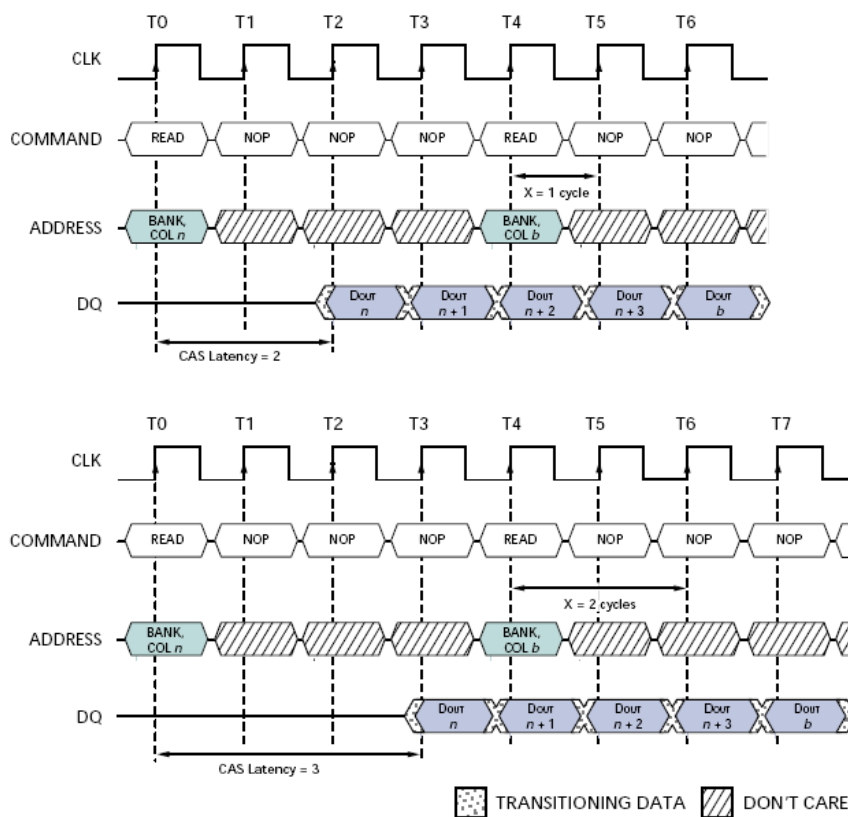 T0 T1 T2 T3 T4 T5 T6
CLK
COMMAND READ NOP NOP NOP READ NOP NOP
X = 1 cycle
ADDRESS BANK, COL n BANK, COL b
DQ DOUT n DOUT n + 1 DOUT n + 2 DOUT n + 3 DOUT b
CAS Latency = 2
T0 T1 T2 T3 T4 T5 T6 T7
CLK
COMMAND READ NOP NOP NOP READ NOP NOP NOP
X = 2 cycles
ADDRESS BANK, COL n BANK, COL b
DQ DOUT n DOUT n + 1 DOUT n + 2 DOUT n + 3 DOUT b
CAS Latency = 3
TRANSITIONING DATA DON'T CARE